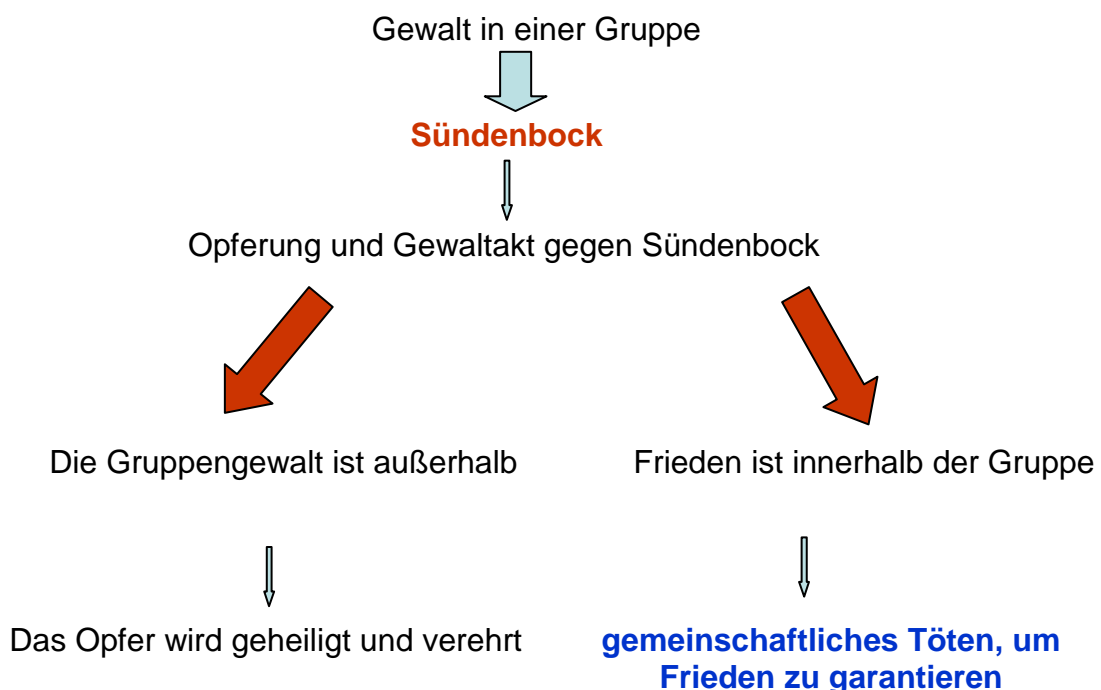 Gewalt in einer Gruppe
Sündenbock
Opferung und Gewaltakt gegen Sündenbock
Die Gruppengewalt ist außerhalb
Frieden ist innerhalb der Gruppe
Das Opfer wird geheiligt und verehrt
gemeinschaftliches Töten, um
Frieden zu garantieren